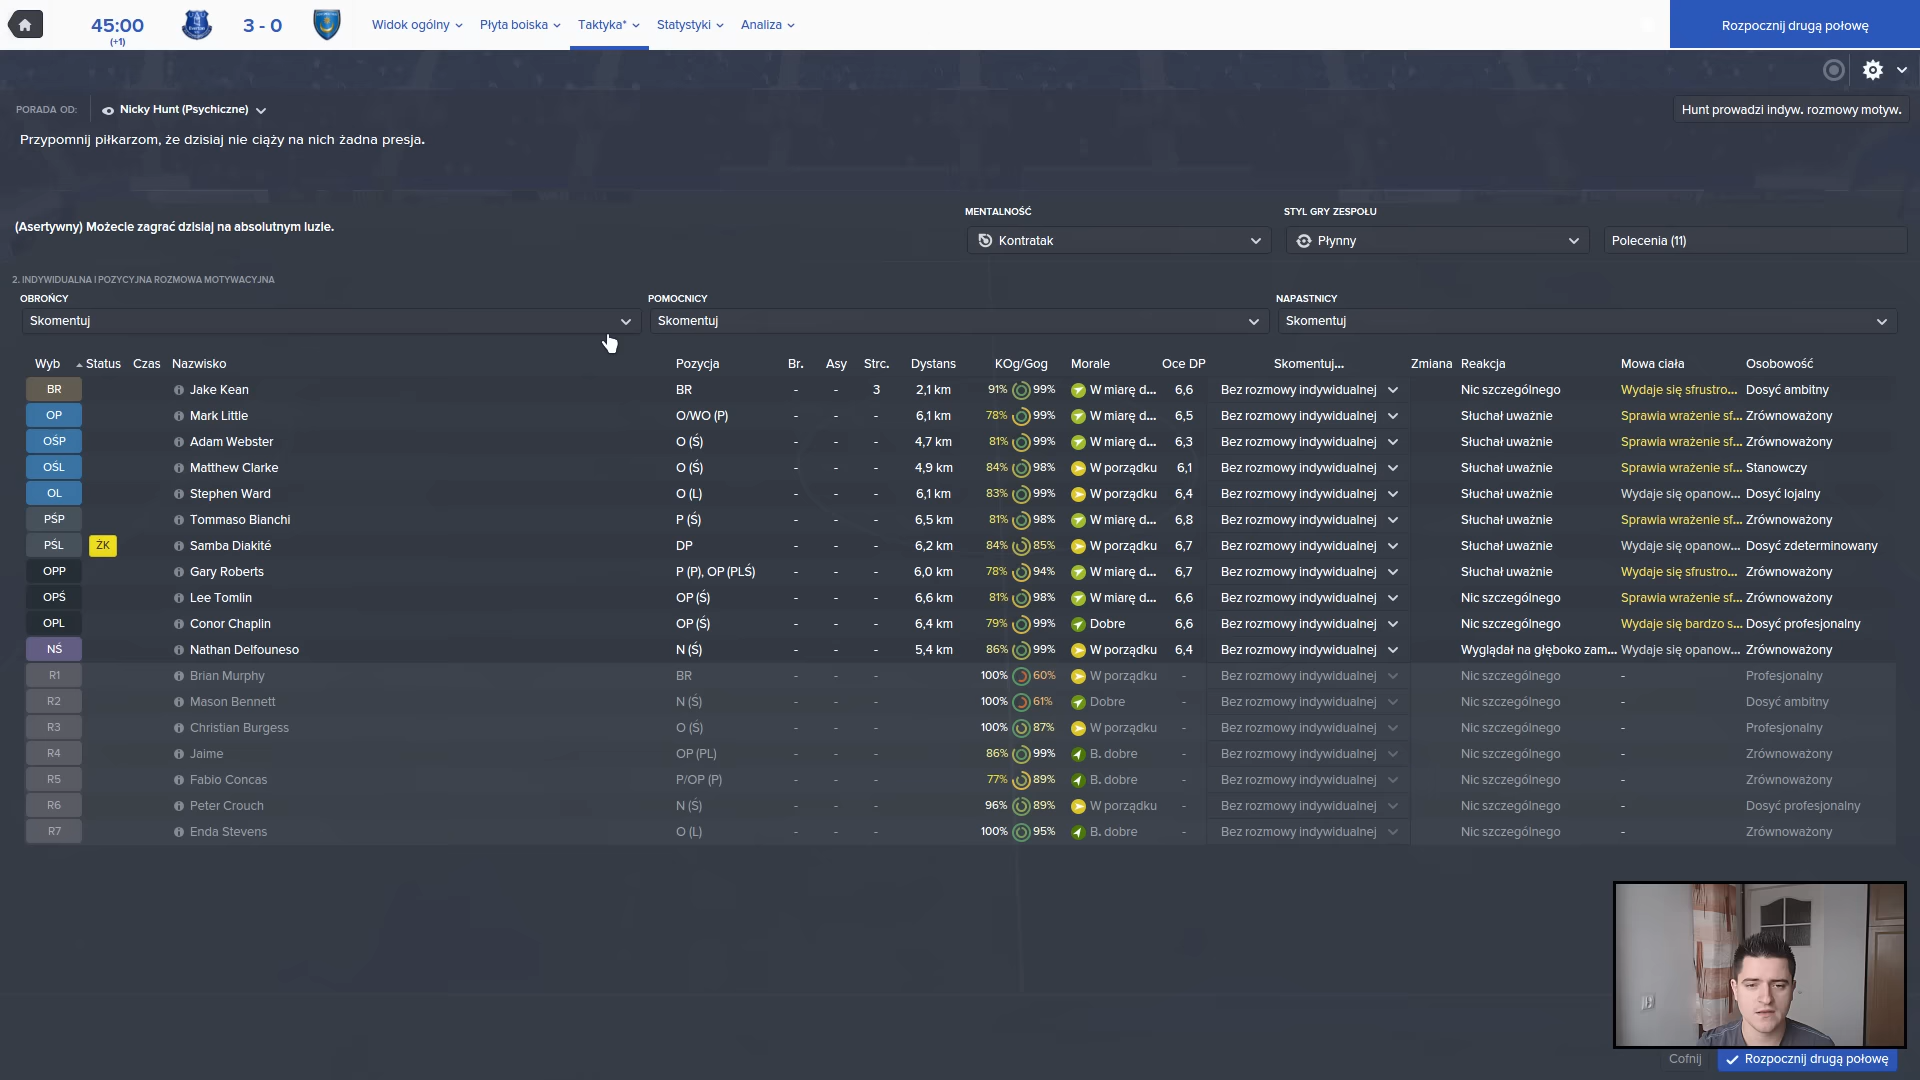 45:00
(+1)
3 - 0
Widok ogólny
Płyta boiska
Taktyka*
Statystyki
Analiza
Rozpocznij drugą połowę
PORADA OD:
Nicky Hunt (Psychiczne)
Hunt prowadzi indyw. rozmowy motyw.
Przypomnij piłkarzom, że dzisiaj nie ciąży na nich żadna presja.
MENTALNOŚĆ
STYL GRY ZESPOŁU
(Asertywny) Możecie zagrać dzisiaj na absolutnym luzie.
Kontratak
Płynny
Polecenia (11)
2. INDYWIDUALNA I POZYCYJNA ROZMOWA MOTYWACYJNA
OBROŃCY
POMOCNICY
NAPASTNICY
Skomentuj
Skomentuj
Skomentuj
Wyb Status Czas Nazwisko Pozycja Br. Asy Strc. Dystans KOg/Gog Morale Oce DP Skomentuj... Zmiana Reakcja Mowa ciała Osobowość
BR Jake Kean BR - - 3 2,1 km 91% 99% W miarę d... 6,6 Bez rozmowy indywidualnej Nic szczególnego Wydaje się sfrustro... Dosyć ambitny
OP Mark Little O/WO (P) - - - 6,1 km 78% 99% W miarę d... 6,5 Bez rozmowy indywidualnej Słuchał uważnie Sprawia wrażenie sf... Zrównoważony
OŚP Adam Webster O (Ś) - - - 4,7 km 81% 99% W miarę d... 6,3 Bez rozmowy indywidualnej Słuchał uważnie Sprawia wrażenie sf... Zrównoważony
OŚL Matthew Clarke O (Ś) - - - 4,9 km 84% 98% W porządku 6,1 Bez rozmowy indywidualnej Słuchał uważnie Sprawia wrażenie sf... Stanowczy
OL Stephen Ward O (L) - - - 6,1 km 83% 99% W porządku 6,4 Bez rozmowy indywidualnej Słuchał uważnie Wydaje się opanow... Dosyć lojalny
PŚP Tommaso Bianchi P (Ś) - - - 6,5 km 81% 98% W miarę d... 6,8 Bez rozmowy indywidualnej Słuchał uważnie Sprawia wrażenie sf... Zrównoważony
PŚL ŻK Samba Diakité DP - - - 6,2 km 84% 85% W porządku 6,7 Bez rozmowy indywidualnej Słuchał uważnie Wydaje się opanow... Dosyć zdeterminowany
OPP Gary Roberts P (P), OP (PLŚ) - - - 6,0 km 78% 94% W miarę d... 6,7 Bez rozmowy indywidualnej Słuchał uważnie Wydaje się sfrustro... Zrównoważony
OPŚ Lee Tomlin OP (Ś) - - - 6,6 km 81% 98% W miarę d... 6,6 Bez rozmowy indywidualnej Nic szczególnego Sprawia wrażenie sf... Zrównoważony
OPL Conor Chaplin OP (Ś) - - - 6,4 km 79% 99% Dobre 6,6 Bez rozmowy indywidualnej Nic szczególnego Wydaje się bardzo s... Dosyć profesjonalny
NŚ Nathan Delfouneso N (Ś) - - - 5,4 km 86% 99% W porządku 6,4 Bez rozmowy indywidualnej Wyglądał na głęboko zam... Wydaje się opanow... Zrównoważony
R1 Brian Murphy BR - - - 100% 60% W porządku - Bez rozmowy indywidualnej Nic szczególnego - Profesjonalny
R2 Mason Bennett N (Ś) - - - 100% 61% Dobre - Bez rozmowy indywidualnej Nic szczególnego - Dosyć ambitny
R3 Christian Burgess O (Ś) - - - 100% 87% W porządku - Bez rozmowy indywidualnej Nic szczególnego - Profesjonalny
R4 Jaime OP (PL) - - - 86% 99% B. dobre - Bez rozmowy indywidualnej Nic szczególnego - Zrównoważony
R5 Fabio Concas P/OP (P) - - - 77% 89% B. dobre - Bez rozmowy indywidualnej Nic szczególnego - Zrównoważony
R6 Peter Crouch N (Ś) - - - 96% 89% W porządku - Bez rozmowy indywidualnej Nic szczególnego - Dosyć profesjonalny
R7 Enda Stevens O (L) - - - 100% 95% B. dobre - Bez rozmowy indywidualnej Nic szczególnego - Zrównoważony
Cofnij
Rozpocznij drugą połowę